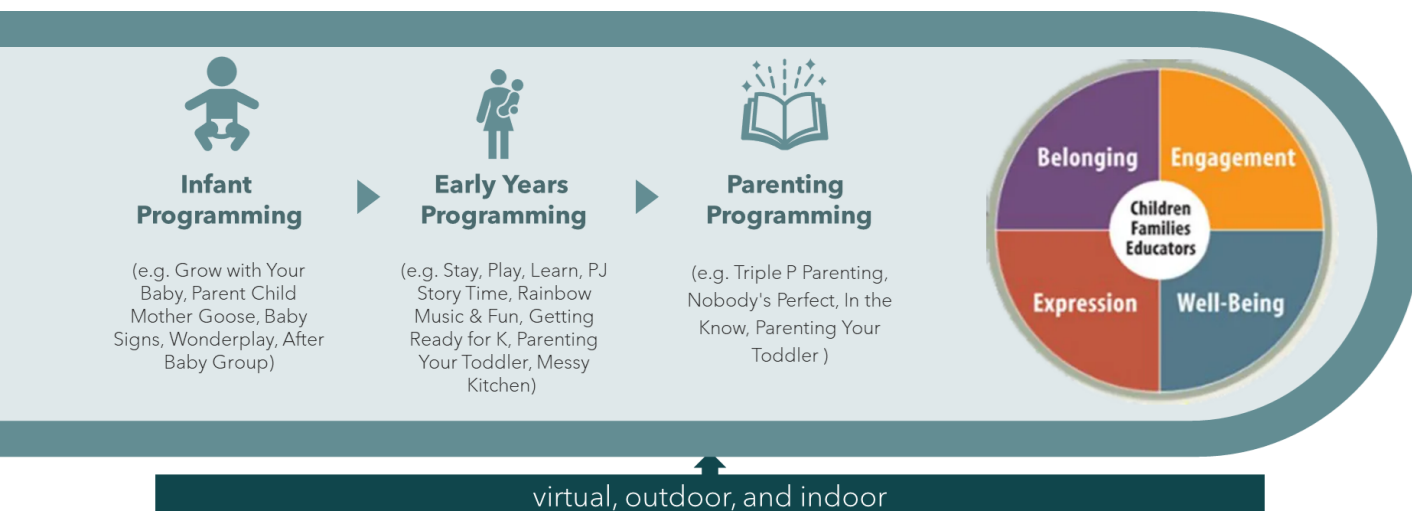 Infant
Programming
(e.g. Grow with Your
Baby, Parent Child
Mother Goose, Baby
Signs, Wonderplay, After
Baby Group)
Early Years
Programming
(e.g. Stay, Play, Learn, PJ
Story Time, Rainbow
Music & Fun, Getting
Ready for K, Parenting
Your Toddler, Messy
Kitchen)
Parenting
Programming
(e.g. Triple P Parenting,
Nobody's Perfect, In the
Know, Parenting Your
Toddler )
Belonging
Engagement
Children
Families
Educators
Expression
Well-Being
virtual, outdoor, and indoor